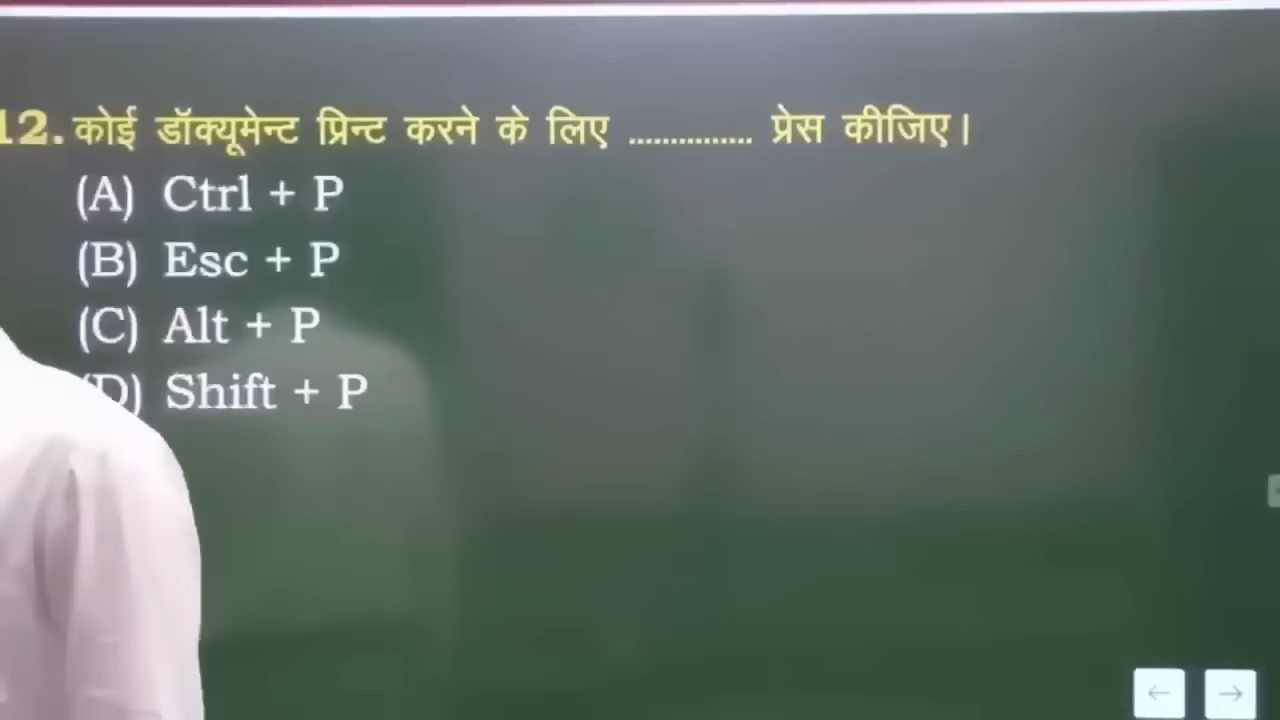 12. कोई डॉक्यूमेन्ट प्रिन्ट करने के लिए .............. प्रेस कीजिए।
(A) Ctrl + P
(B) Esc + P
(C) Alt + P
(D) Shift + P